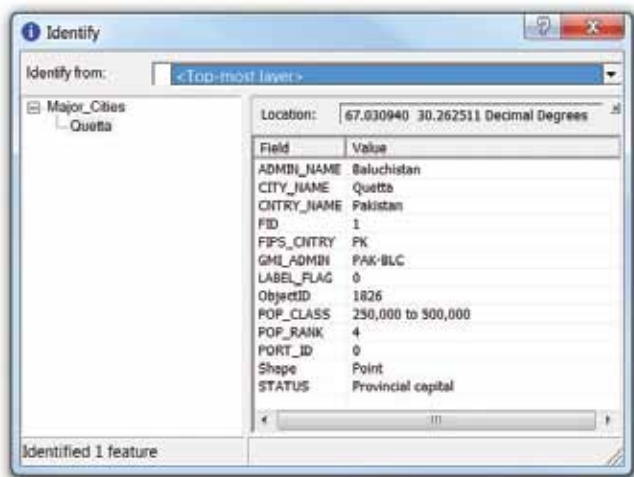 Identify
Identify from: <Top-most layer>
Major_Cities
Quetta
Location: 67.030940 30.262511 Decimal Degrees
Field Value
ADMIN_NAME Baluchistan
CITY_NAME Quetta
CNTRY_NAME Pakistan
FID 1
FIPS_CNTRY PK
GMI_ADMIN PAK-BLC
LABEL_FLAG 0
ObjectID 1826
POP_CLASS 250,000 to 500,000
POP_RANK 4
PORT_ID 0
Shape Point
STATUS Provincial capital
Identified 1 feature